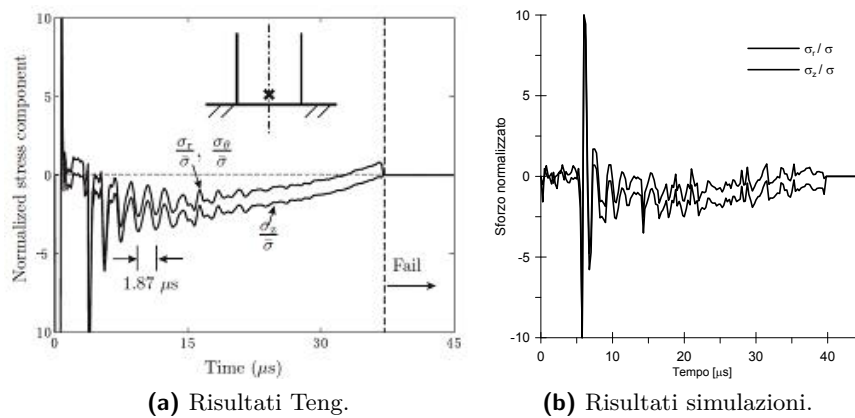 Normalized stress component
10
5
0
-5
10
0
15
30
45
Time (μs)
σr/σ̄, σθ/σ̄
σz/σ̄
1.87 μs
Fail
(a) Risultati Teng.
Sforzo normalizzato
10
5
0
-5
-10
0
10
20
30
40
Tempo [μs]
σr / σ
σz / σ
(b) Risultati simulazioni.